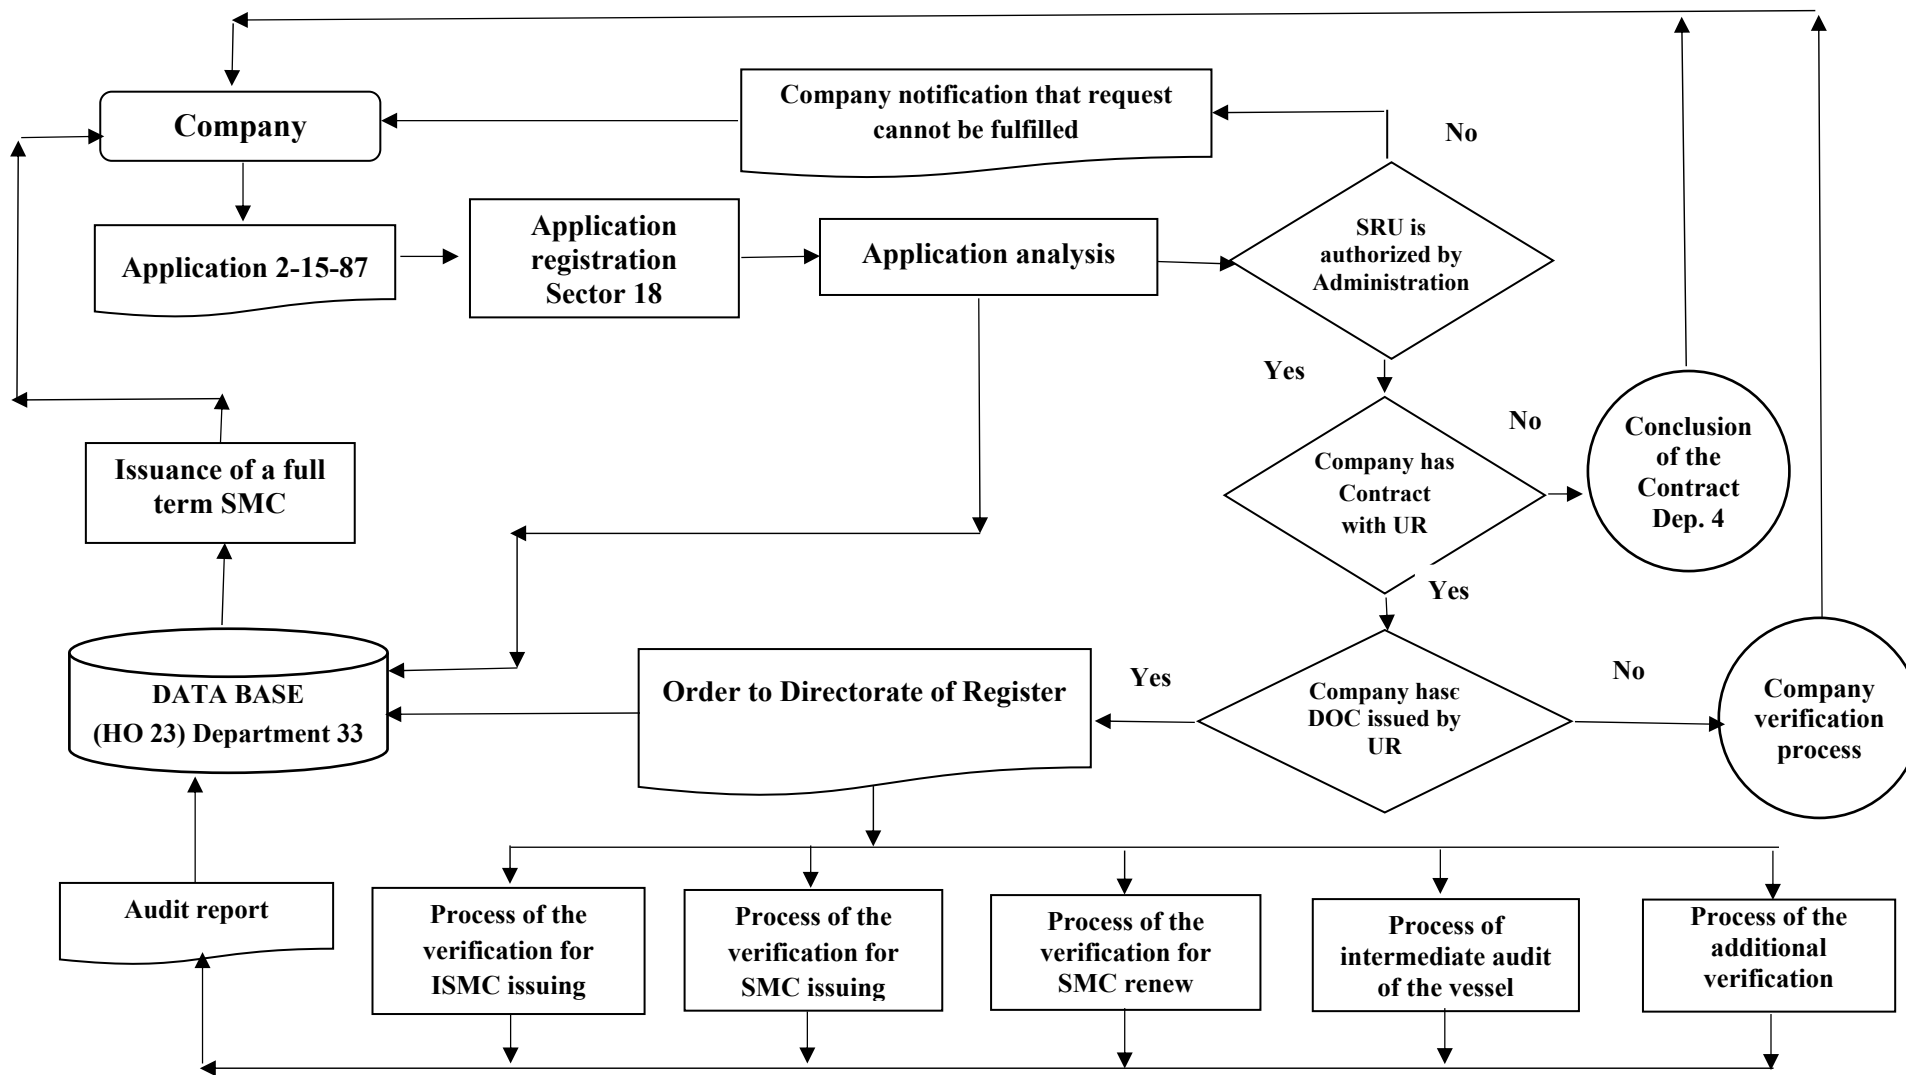 Company notification that request
cannot be fulfilled
Company
No
Application 2-15-87
Application
registration
Sector 18
Application analysis
SRU is
authorized by
Administration
Yes
No
Issuance of a full
term SMC
Company has
Contract
with UR
Conclusion
of the
Contract
Dep. 4
Yes
DATA BASE
(HO 23) Department 33
Order to Directorate of Register
Yes
Company hasє
DOC issued by
UR
No
Company
verification
process
Audit report
Process of the
verification for
ISMC issuing
Process of the
verification for
SMC issuing
Process of the
verification for
SMC renew
Process of
intermediate audit
of the vessel
Process of the
additional
verification